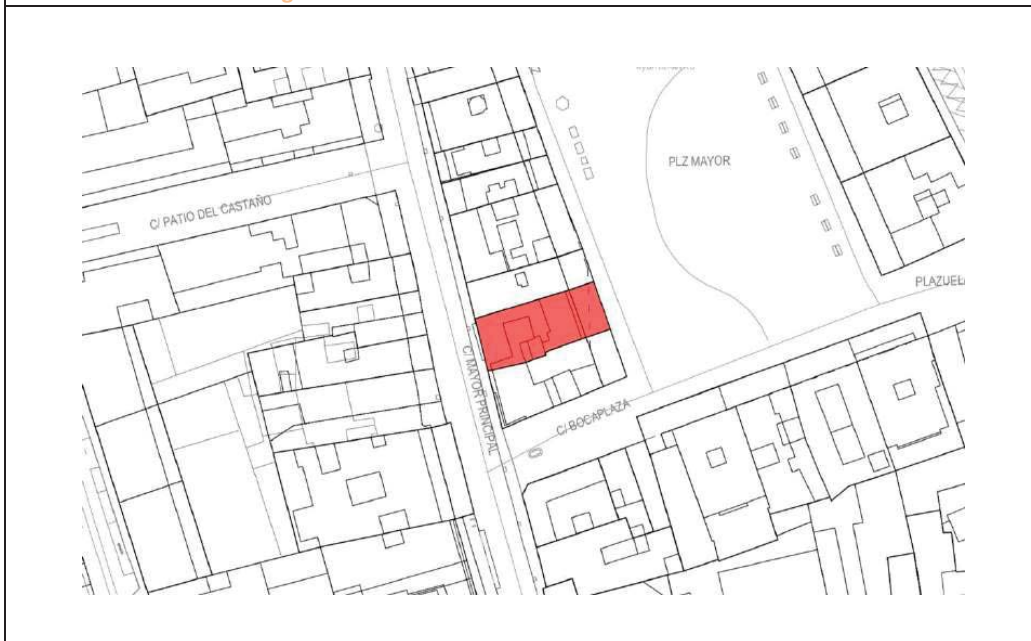 PLZ MAYOR
C/ PATIO DEL CASTAÑO
PLAZUEL
C/ MAYOR PRINCIPAL
C/ BOCAPLAZA